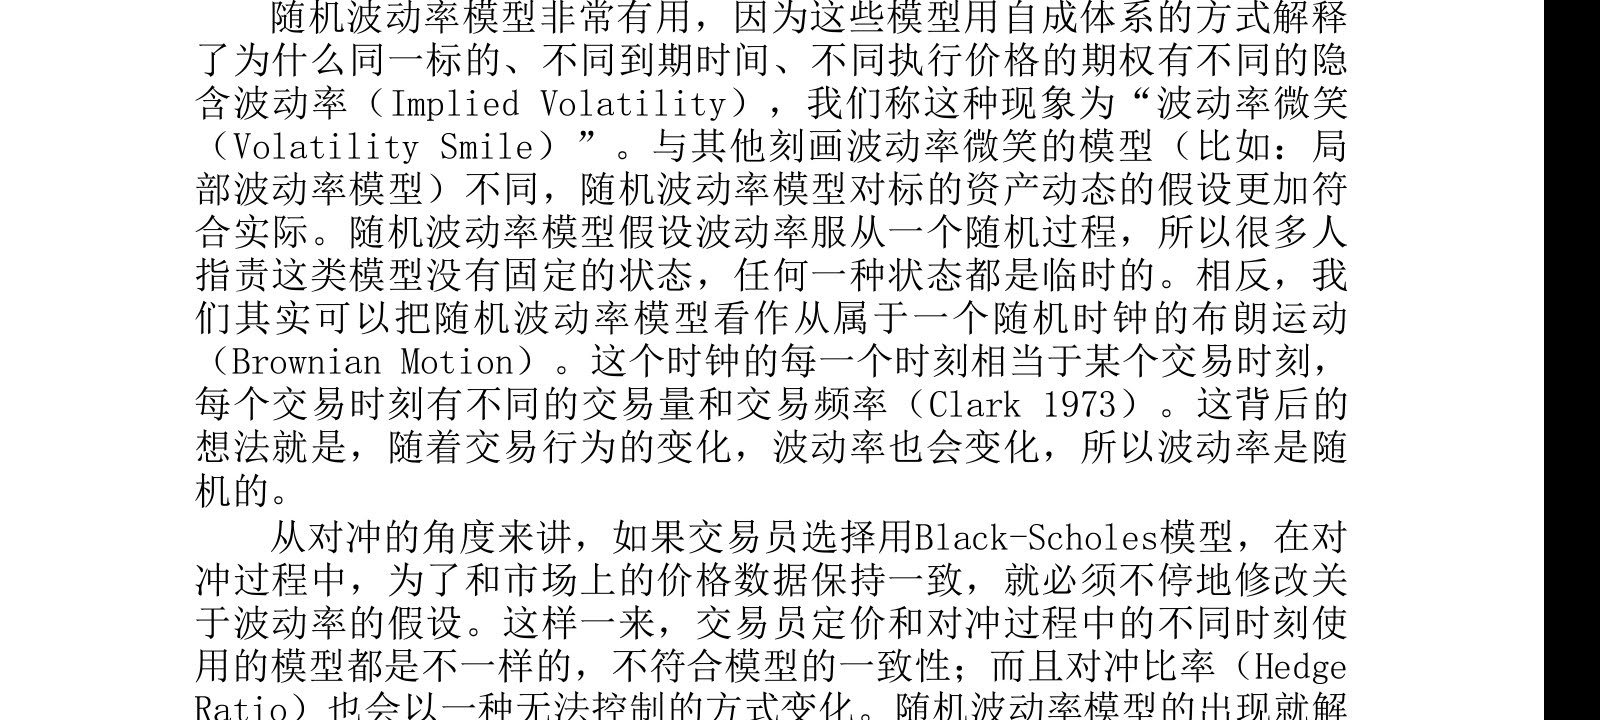 随机波动率模型非常有用，因为这些模型用自成体系的方式解释
了为什么同一标的、不同到期时间、不同执行价格的期权有不同的隐
含波动率（Implied Volatility），我们称这种现象为“波动率微笑
（Volatility Smile）”。与其他刻画波动率微笑的模型（比如：局
部波动率模型）不同，随机波动率模型对标的资产动态的假设更加符
合实际。随机波动率模型假设波动率服从一个随机过程，所以很多人
指责这类模型没有固定的状态，任何一种状态都是临时的。相反，我
们其实可以把随机波动率模型看作从属于一个随机时钟的布朗运动
（Brownian Motion）。这个时钟的每一个时刻相当于某个交易时刻，
每个交易时刻有不同的交易量和交易频率（Clark 1973）。这背后的
想法就是，随着交易行为的变化，波动率也会变化，所以波动率是随
机的。
从对冲的角度来讲，如果交易员选择用Black-Scholes模型，在对
冲过程中，为了和市场上的价格数据保持一致，就必须不停地修改关
于波动率的假设。这样一来，交易员定价和对冲过程中的不同时刻使
用的模型都是不一样的，不符合模型的一致性；而且对冲比率（Hedge
Ratio）也会以一种无法控制的方式变化。随机波动率模型的出现就解